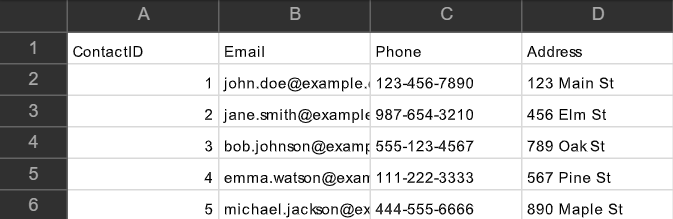 A B C D
1 ContactID Email Phone Address
2 1 john.doe@example. 123-456-7890 123 Main St
3 2 jane.smith@example 987-654-3210 456 Elm St
4 3 bob.johnson@examp 555-123-4567 789 Oak St
5 4 emma.watson@exam 111-222-3333 567 Pine St
6 5 michael.jackson@ex 444-555-6666 890 Maple St